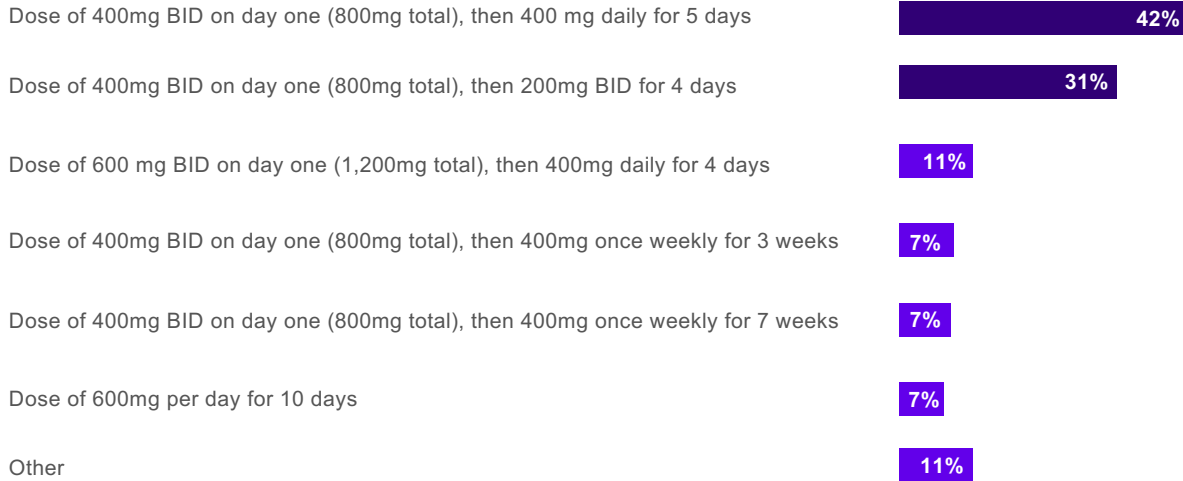 Dose of 400mg BID on day one (800mg total), then 400 mg daily for 5 days 42%
Dose of 400mg BID on day one (800mg total), then 200mg BID for 4 days 31%
Dose of 600 mg BID on day one (1,200mg total), then 400mg daily for 4 days 11%
Dose of 400mg BID on day one (800mg total), then 400mg once weekly for 3 weeks 7%
Dose of 400mg BID on day one (800mg total), then 400mg once weekly for 7 weeks 7%
Dose of 600mg per day for 10 days 7%
Other 11%